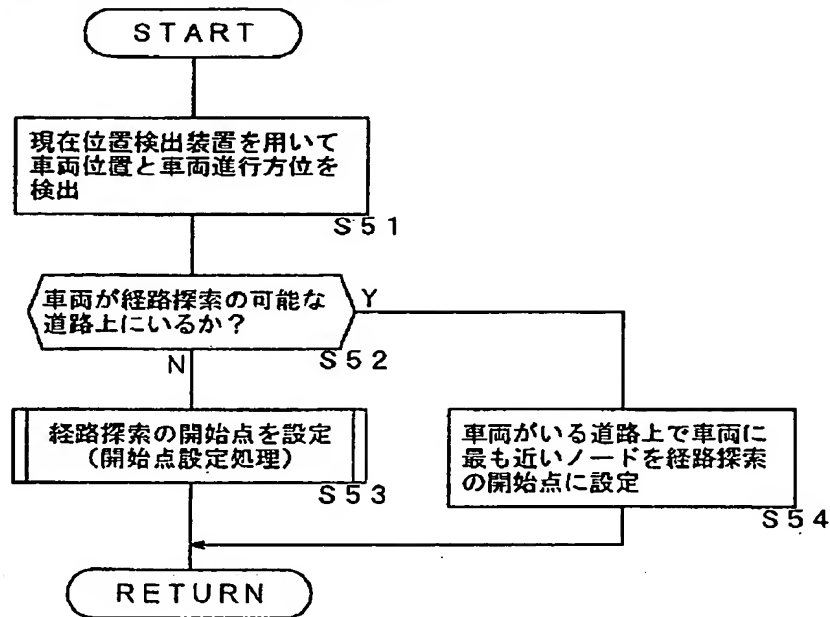 START
現在位置検出装置を用いて
車両位置と車両進行方位を
検出
S51
車両が経路探索の可能な
道路上にいるか？
Y
S52
N
経路探索の開始点を設定
（開始点設定処理）
S53
車両がいる道路上で車両に
最も近いノードを経路探索
の開始点に設定
S54
RETURN